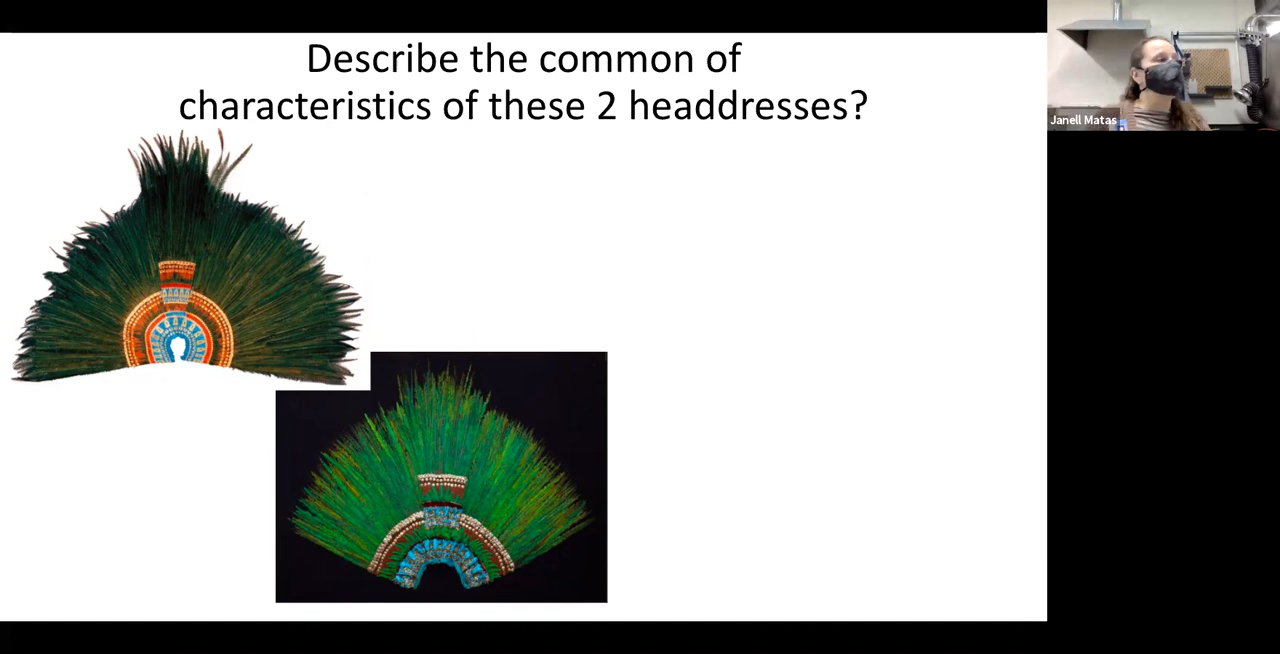 Describe the common of
characteristics of these 2 headdresses?
Janell Matas